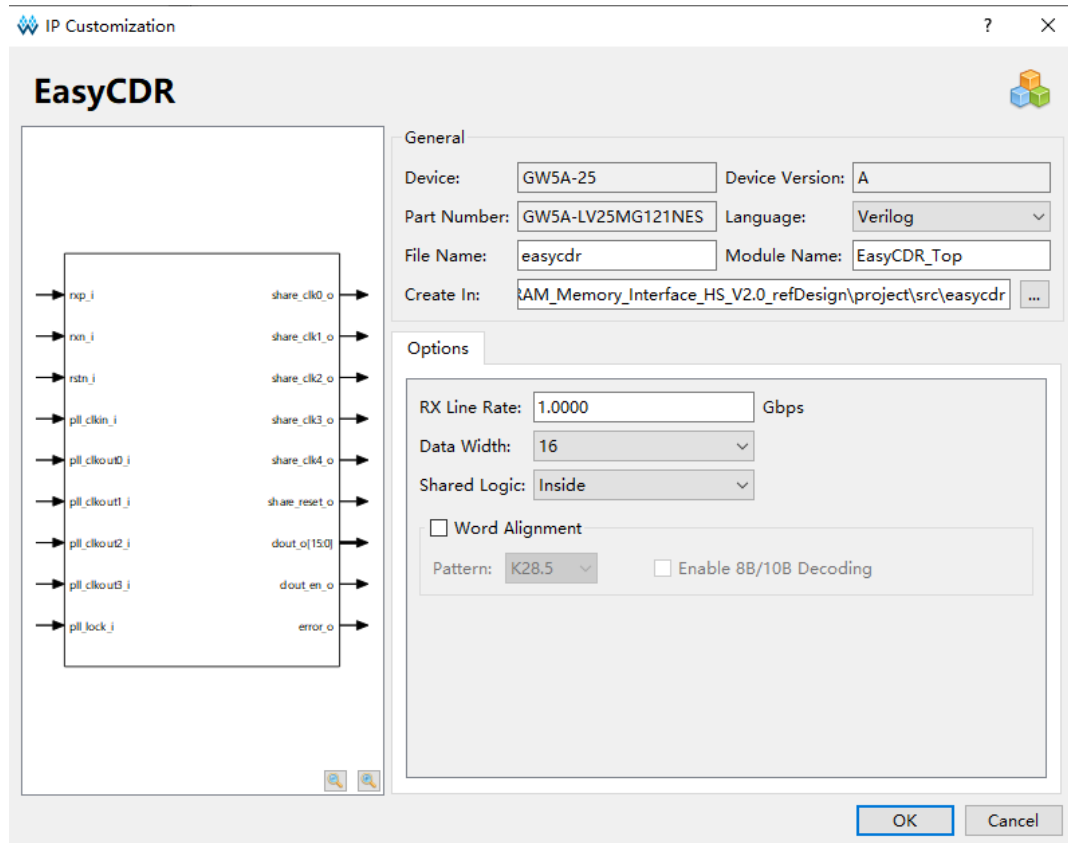 IP Customization
EasyCDR
rxp_i
rxn_i
rstn_i
pll_clkin_i
pll_clkout0_i
pll_clkout1_i
pll_clkout2_i
pll_clkout3_i
pll_lock_i
share_clk0_o
share_clk1_o
share_clk2_o
share_clk3_o
share_clk4_o
share_reset_o
dout_o[15:0]
dout_en_o
error_o
General
Device: GW5A-25 Device Version: A
Part Number: GW5A-LV25MG121NES Language: Verilog
File Name: easycdr Module Name: EasyCDR_Top
Create In: RAM_Memory_Interface_HS_V2.0_refDesign\project\src\easycdr ...
Options
RX Line Rate: 1.0000 Gbps
Data Width: 16
Shared Logic: Inside
Word Alignment
Pattern: K28.5 Enable 8B/10B Decoding
OK Cancel